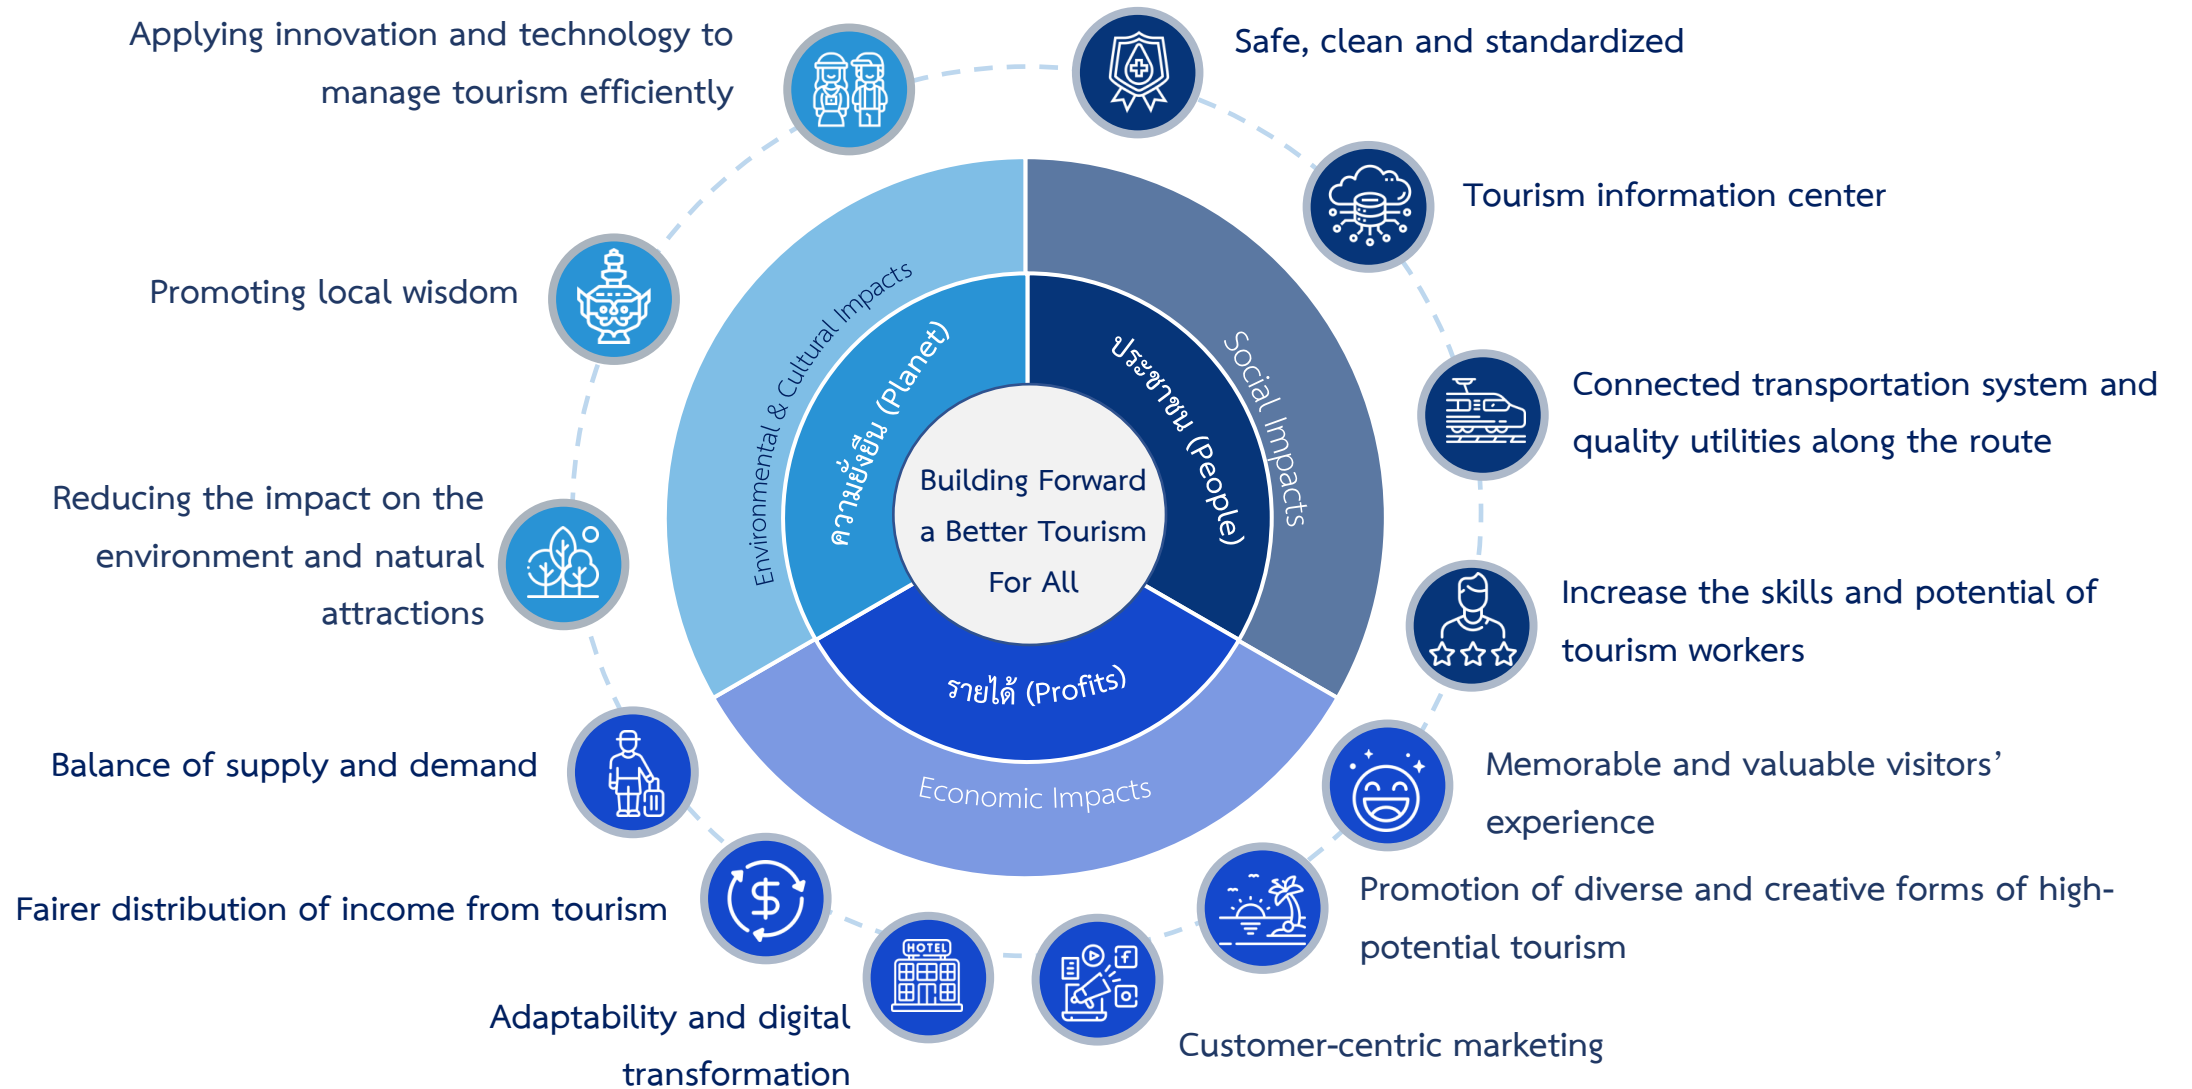 Applying innovation and technology to
manage tourism efficiently
Safe, clean and standardized
Tourism information center
Promoting local wisdom
Connected transportation system and
quality utilities along the route
Reducing the impact on the
environment and natural
attractions
Increase the skills and potential of
tourism workers
Balance of supply and demand
Memorable and valuable visitors’
experience
Fairer distribution of income from tourism
Promotion of diverse and creative forms of high-
potential tourism
Adaptability and digital
transformation
Customer-centric marketing
Environmental & Cultural Impacts
ความยั่งยืน (Planet)
Social Impacts
ประชาชน (People)
Building Forward
a Better Tourism
For All
รายได้ (Profits)
Economic Impacts
HOTEL